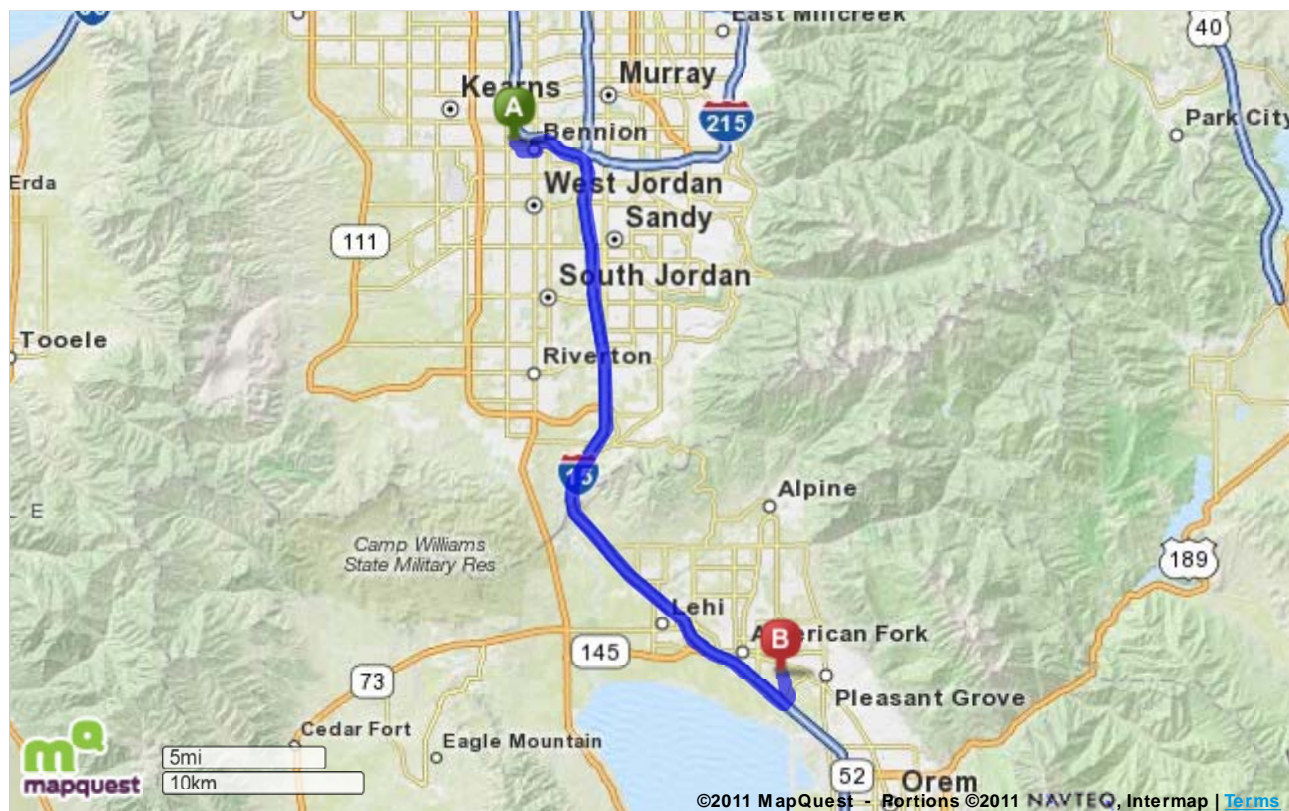 East Millcreek
40
Kearns
Murray
A
Bennion
215
Park City
Erda
West Jordan
Sandy
111
South Jordan
Tooele
Riverton
15
Alpine
L E
Camp Williams
State Military Res
189
Lehi
B
American Fork
145
73
Pleasant Grove
Cedar Fort
Eagle Mountain
mq
mapquest
5mi
10km
52
Orem
©2011 MapQuest - Portions ©2011 NAVTEQ, Intermap | Terms